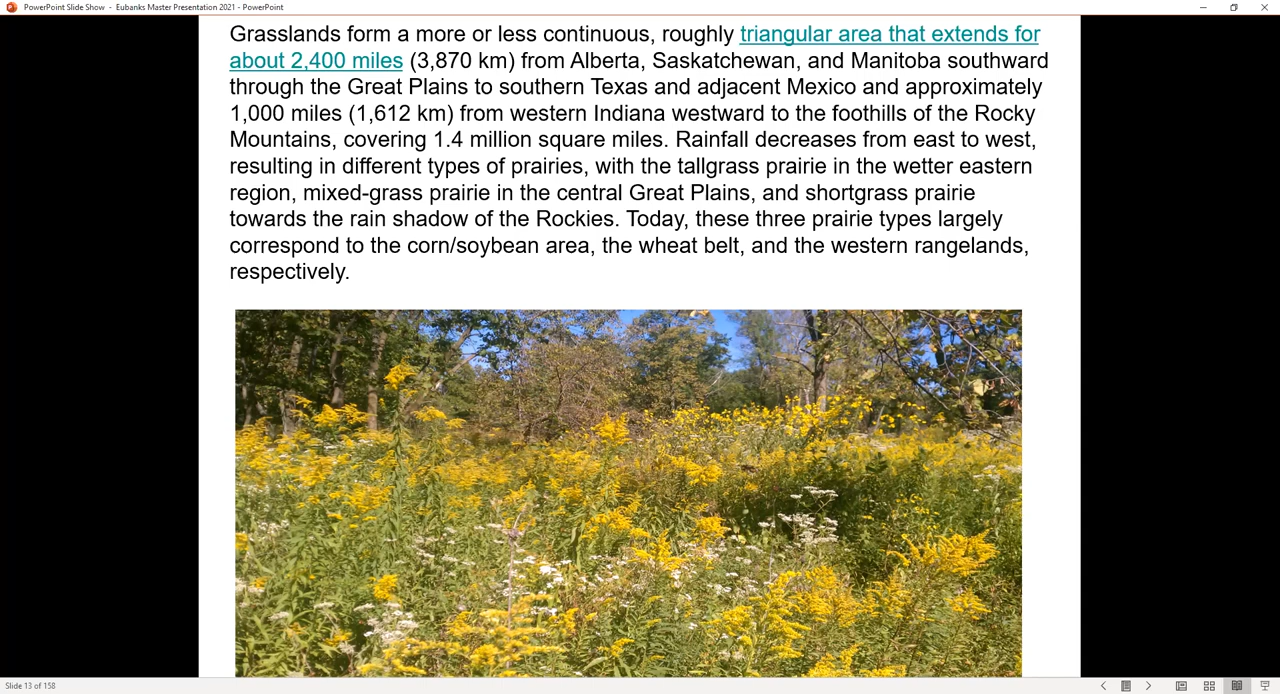 PowerPoint Slide Show - Eubanks Master Presentation 2021 - PowerPoint
Grasslands form a more or less continuous, roughly triangular area that extends for
about 2,400 miles (3,870 km) from Alberta, Saskatchewan, and Manitoba southward
through the Great Plains to southern Texas and adjacent Mexico and approximately
1,000 miles (1,612 km) from western Indiana westward to the foothills of the Rocky
Mountains, covering 1.4 million square miles. Rainfall decreases from east to west,
resulting in different types of prairies, with the tallgrass prairie in the wetter eastern
region, mixed-grass prairie in the central Great Plains, and shortgrass prairie
towards the rain shadow of the Rockies. Today, these three prairie types largely
correspond to the corn/soybean area, the wheat belt, and the western rangelands,
respectively.
Slide 13 of 158